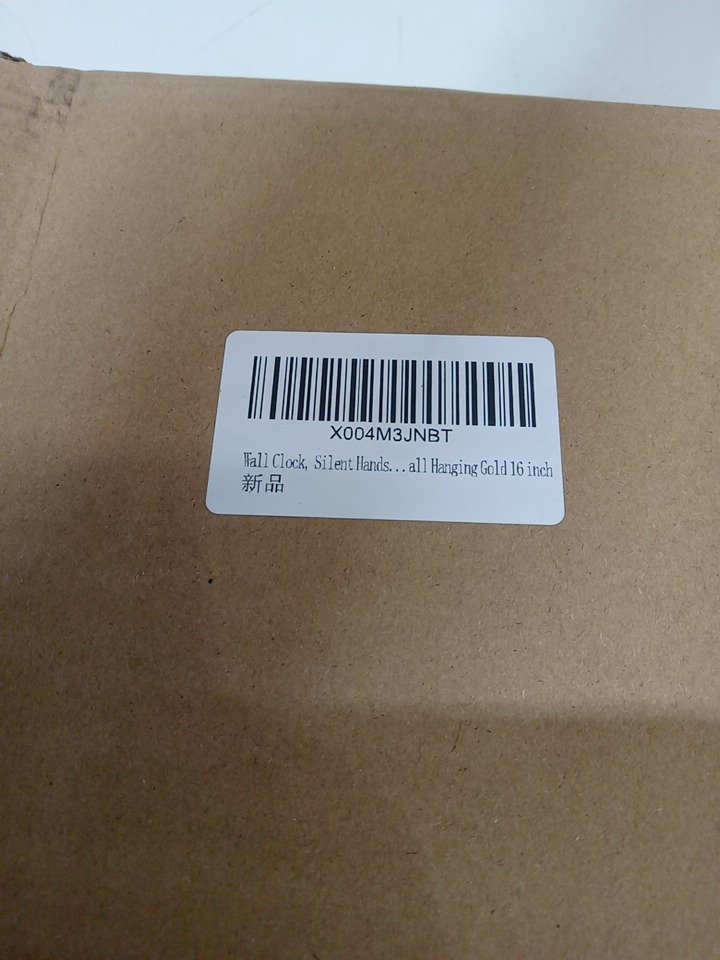 X004M3JNBT
Wall Clock, Silent Hands...all Hanging Gold 16 inch
新品